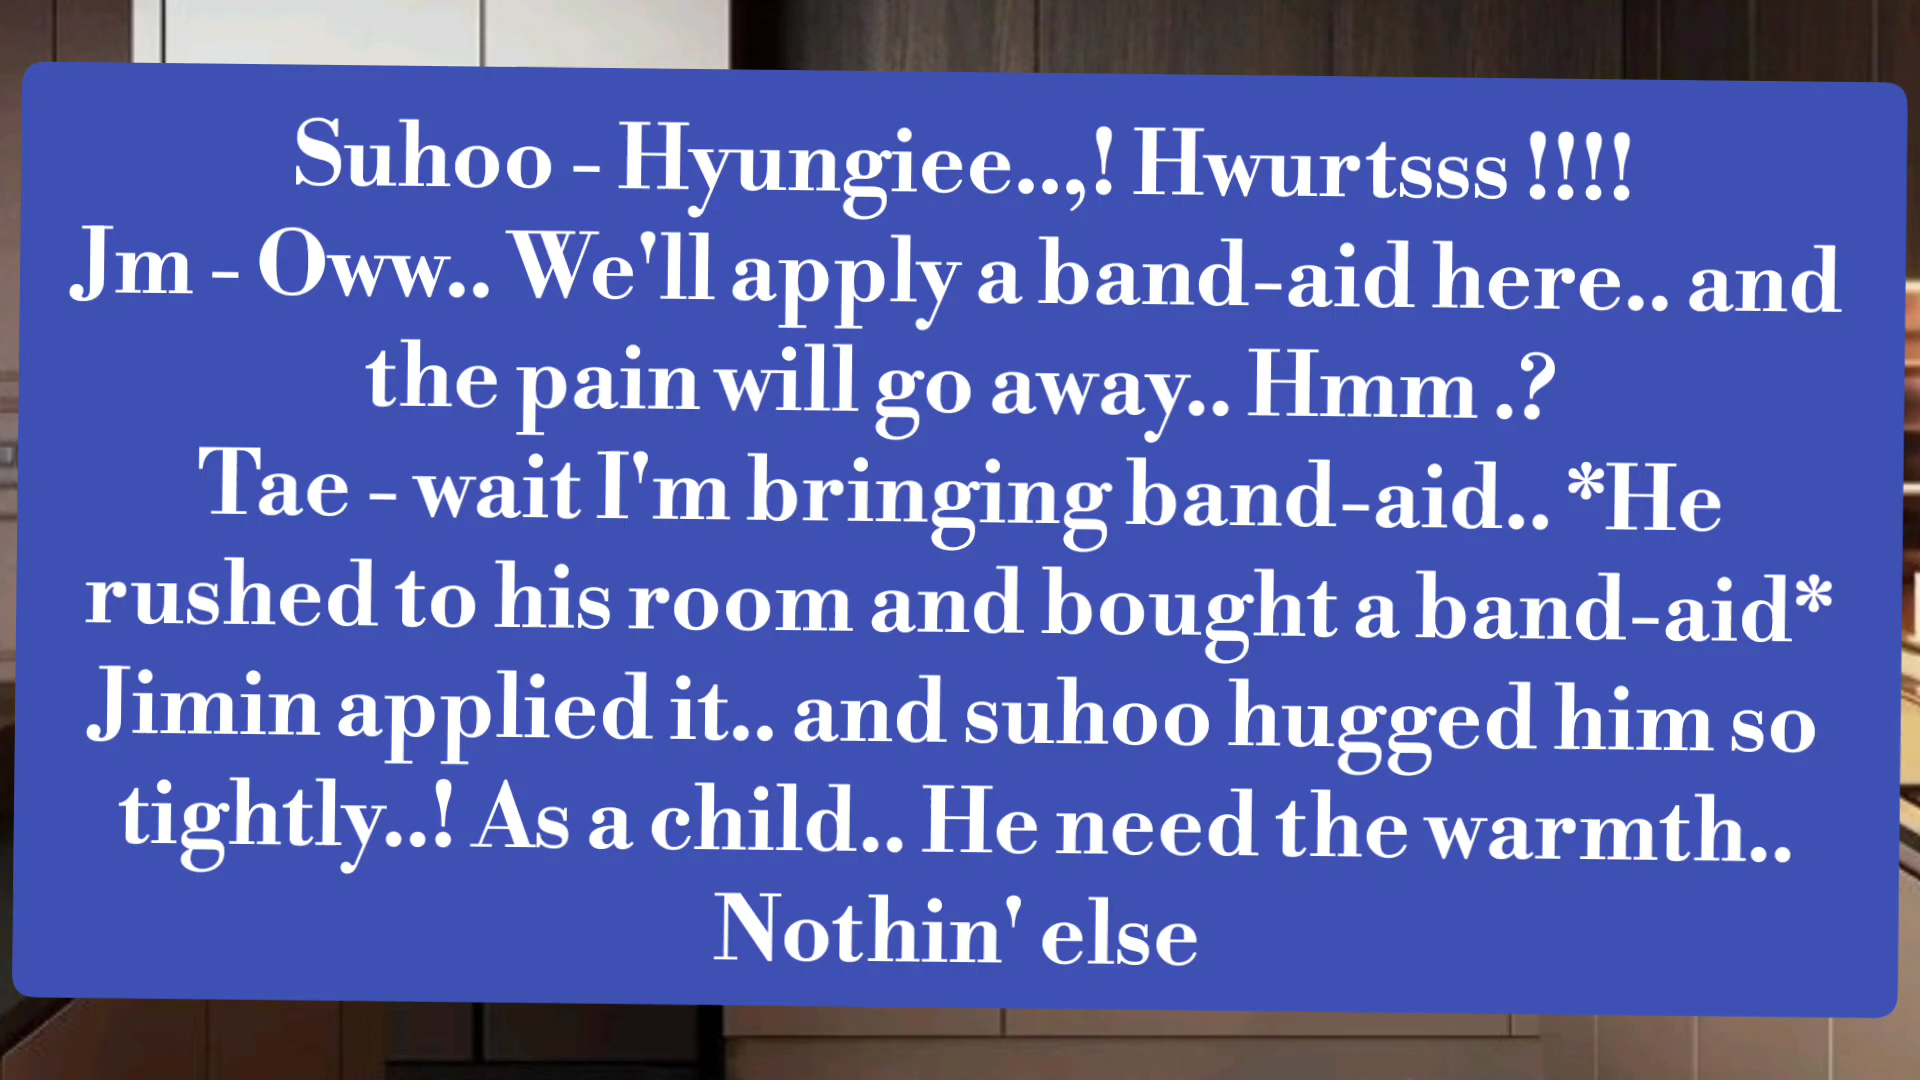 Suhoo - Hyungiee..,! Hwurtsss !!!!
Jm - Oww.. We'll apply a band-aid here.. and
the pain will go away.. Hmm .?
Tae - wait I'm bringing band-aid.. *He
rushed to his room and bought a band-aid*
Jimin applied it.. and suhoo hugged him so
tightly..! As a child.. He need the warmth..
Nothin' else